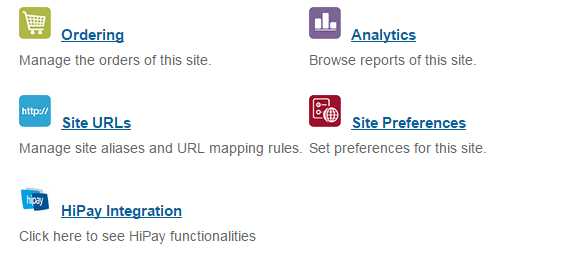 Ordering
Analytics
Manage the orders of this site.
Browse reports of this site.
http://
Site URLs
Site Preferences
Manage site aliases and URL mapping rules.
Set preferences for this site.
hipay
HiPay Integration
Click here to see HiPay functionalities